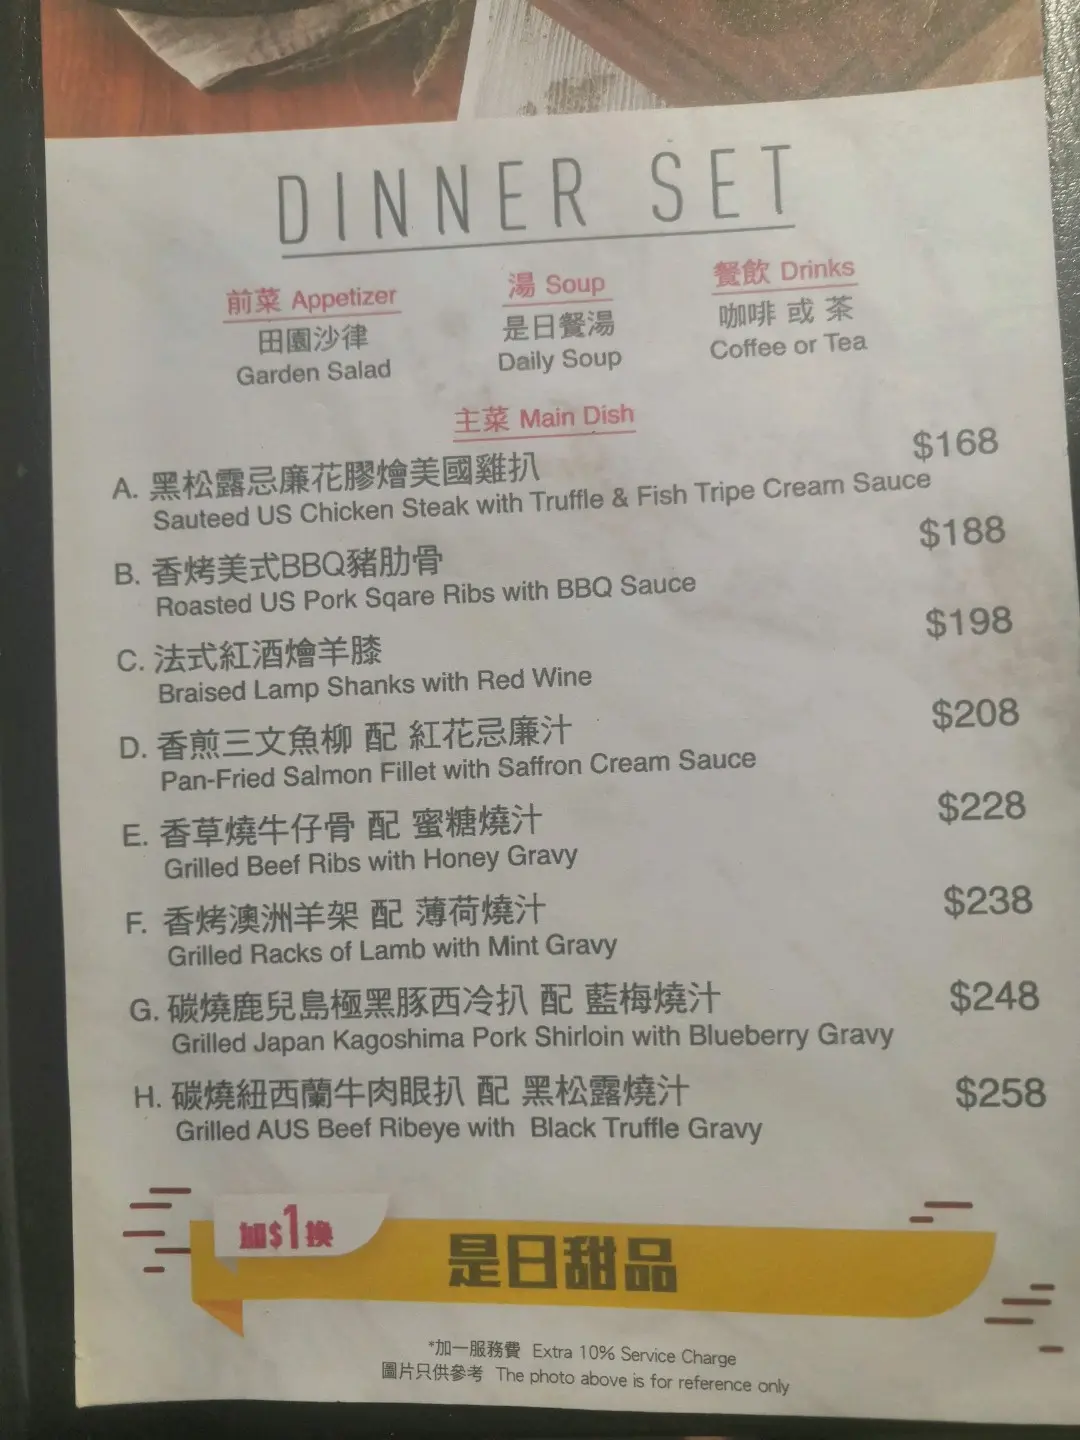 DINNER SET
前菜 Appetizer
田園沙律
Garden Salad
湯 Soup
是日餐湯
Daily Soup
餐飲 Drinks
咖啡 或 茶
Coffee or Tea
主菜 Main Dish
A. 黑松露忌廉花膠燴美國雞扒 $168
Sauteed US Chicken Steak with Truffle & Fish Tripe Cream Sauce
B. 香烤美式BBQ豬肋骨 $188
Roasted US Pork Sqare Ribs with BBQ Sauce
C. 法式紅酒燴羊膝 $198
Braised Lamp Shanks with Red Wine
D. 香煎三文魚柳 配 紅花忌廉汁 $208
Pan-Fried Salmon Fillet with Saffron Cream Sauce
E. 香草燒牛仔骨 配 蜜糖燒汁 $228
Grilled Beef Ribs with Honey Gravy
F. 香烤澳洲羊架 配 薄荷燒汁 $238
Grilled Racks of Lamb with Mint Gravy
G. 碳燒鹿兒島極黑豚西冷扒 配 藍梅燒汁 $248
Grilled Japan Kagoshima Pork Shirloin with Blueberry Gravy
H. 碳燒紐西蘭牛肉眼扒 配 黑松露燒汁 $258
Grilled AUS Beef Ribeye with Black Truffle Gravy
加$1換
是日甜品
*加一服務費 Extra 10% Service Charge
圖片只供參考 The photo above is for reference only